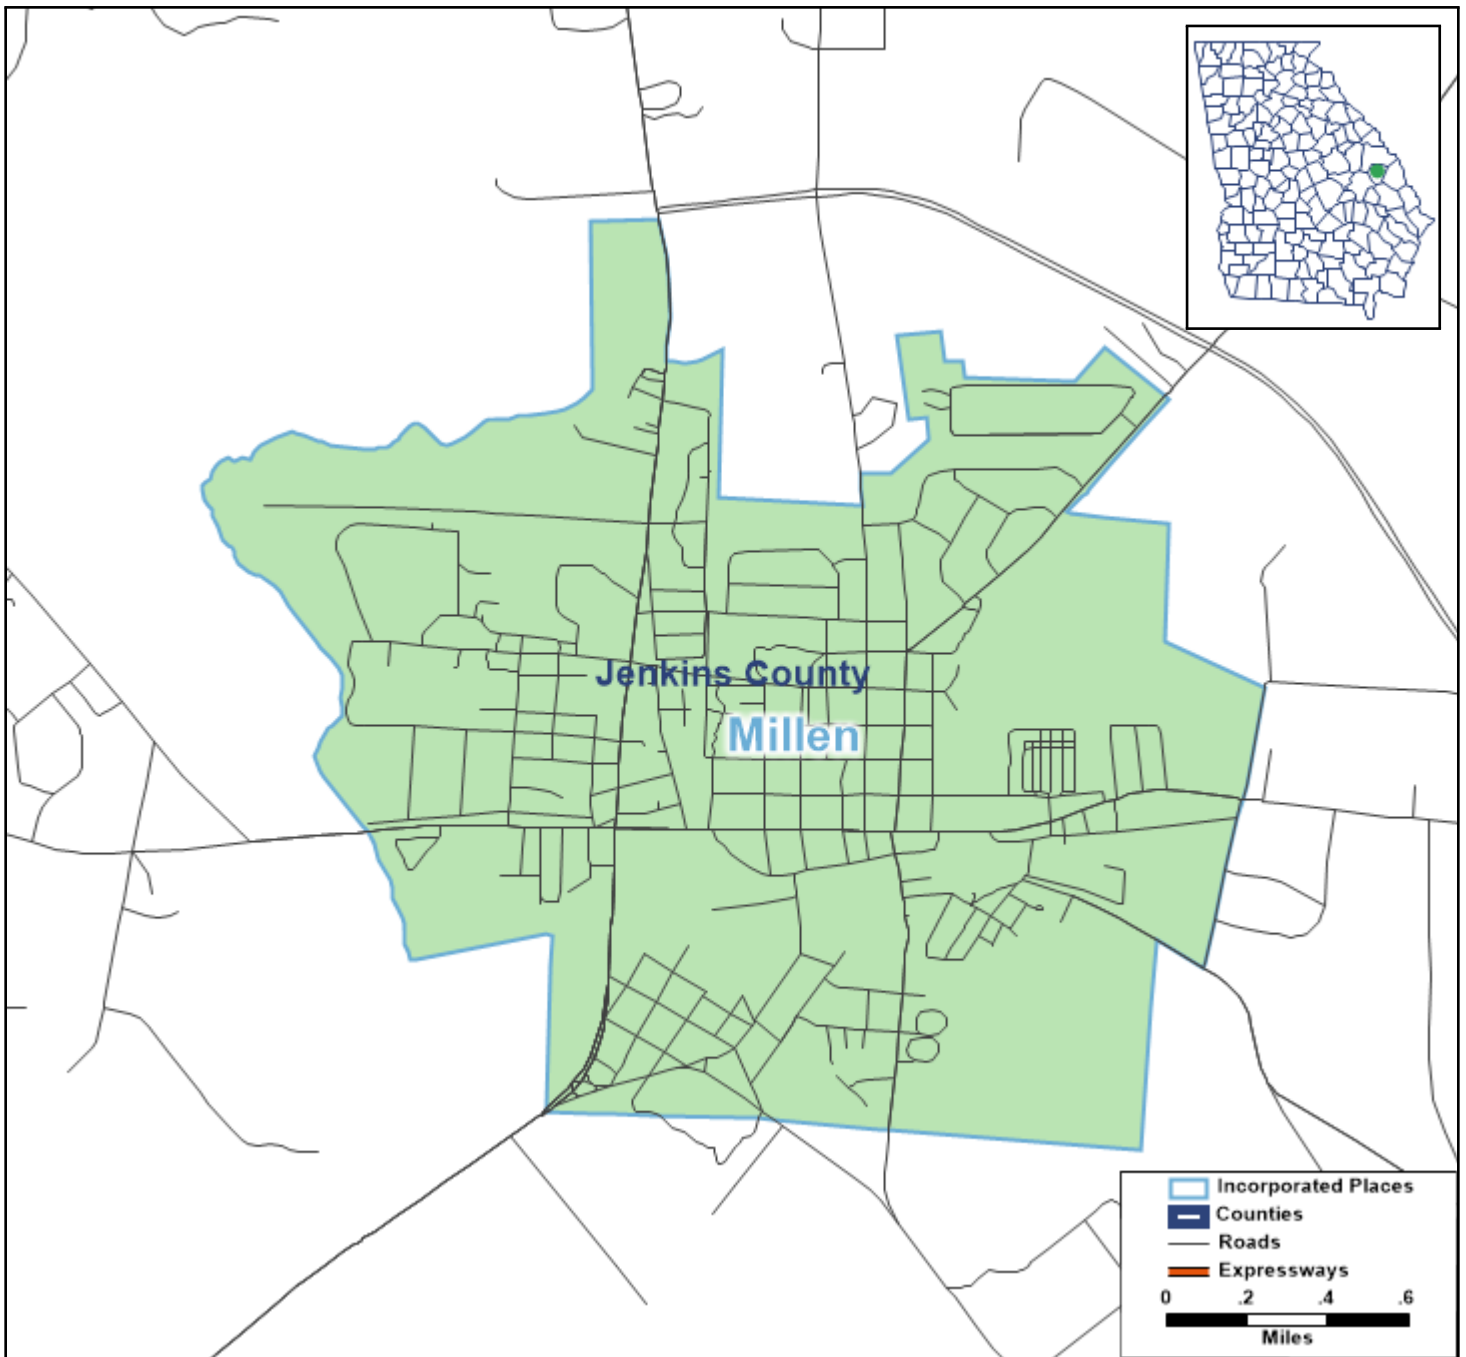 Jenkins County
Millen
Incorporated Places
Counties
Roads
Expressways
0 .2 .4 .6
Miles